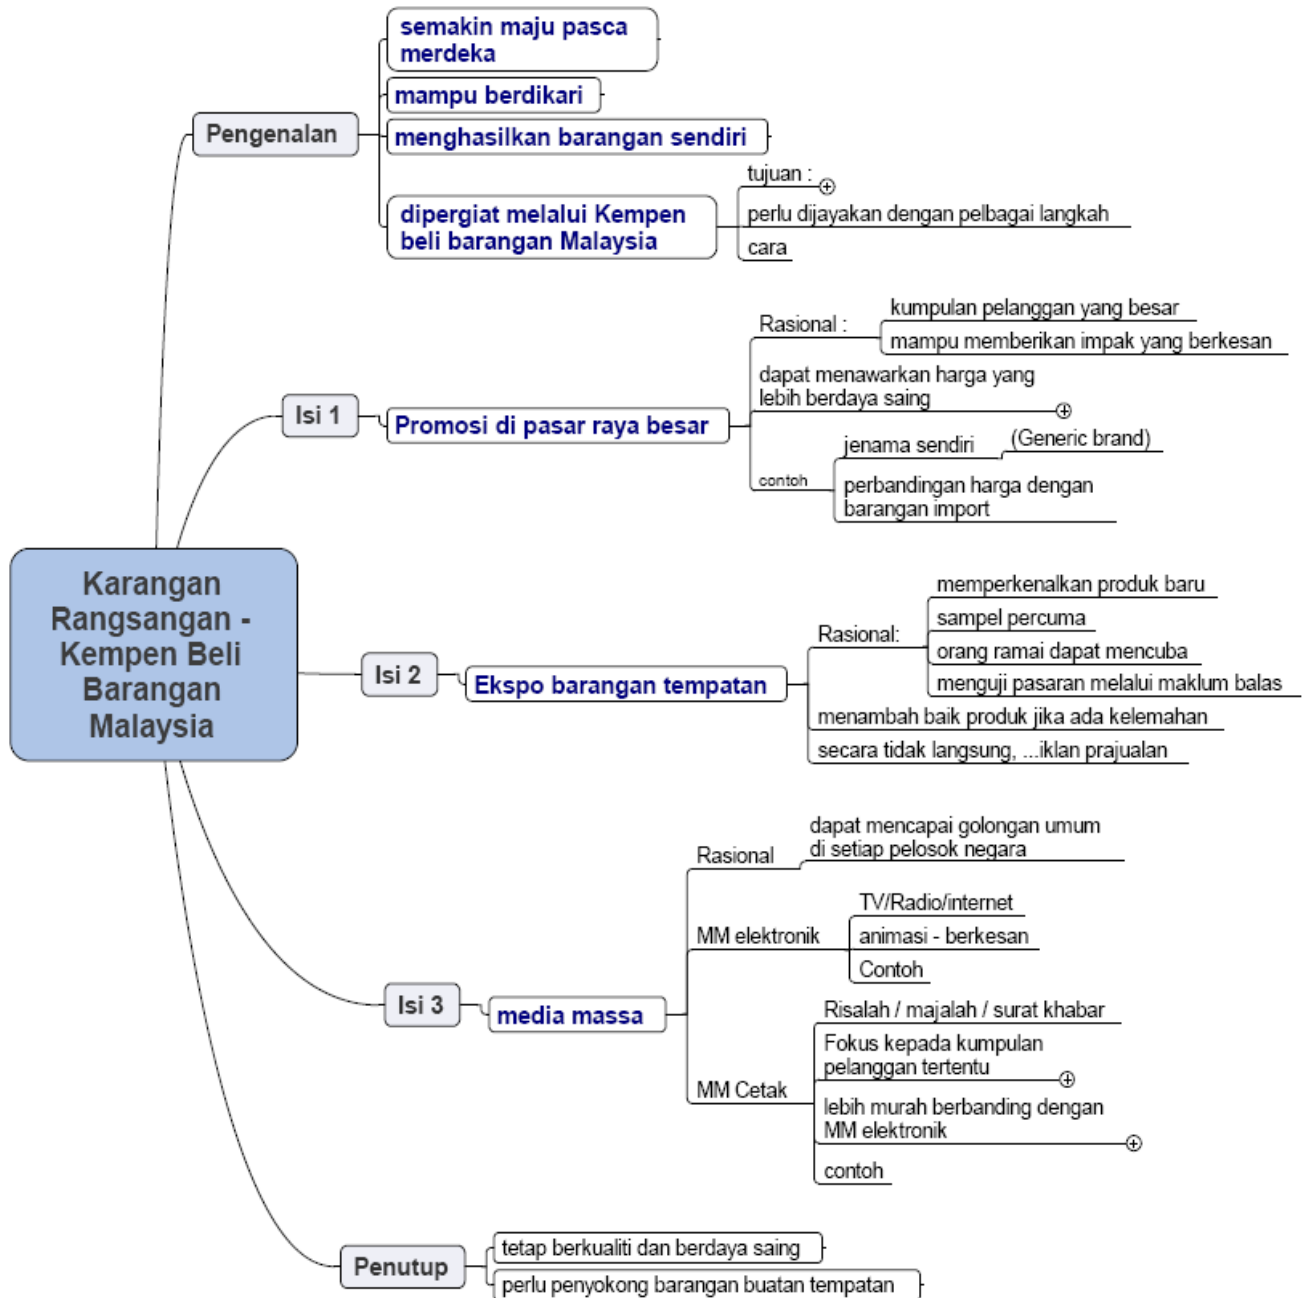 Karangan
Rangsangan -
Kempen Beli
Barangan
Malaysia
Pengenalan
semakin maju pasca
merdeka
mampu berdikari
menghasilkan barangan sendiri
dipergiat melalui Kempen
beli barangan Malaysia
tujuan :
perlu dijayakan dengan pelbagai langkah
cara
Isi 1
Promosi di pasar raya besar
Rasional :
kumpulan pelanggan yang besar
mampu memberikan impak yang berkesan
dapat menawarkan harga yang
lebih berdaya saing
contoh
jenama sendiri
(Generic brand)
perbandingan harga dengan
barangan import
Isi 2
Ekspo barangan tempatan
Rasional:
memperkenalkan produk baru
sampel percuma
orang ramai dapat mencuba
menguji pasaran melalui maklum balas
menambah baik produk jika ada kelemahan
secara tidak langsung, ...iklan prajualan
Isi 3
media massa
Rasional
dapat mencapai golongan umum
di setiap pelosok negara
MM elektronik
TV/Radio/internet
animasi - berkesan
Contoh
MM Cetak
Risalah / majalah / surat khabar
Fokus kepada kumpulan
pelanggan tertentu
lebih murah berbanding dengan
MM elektronik
contoh
Penutup
tetap berkualiti dan berdaya saing
perlu penyokong barangan buatan tempatan